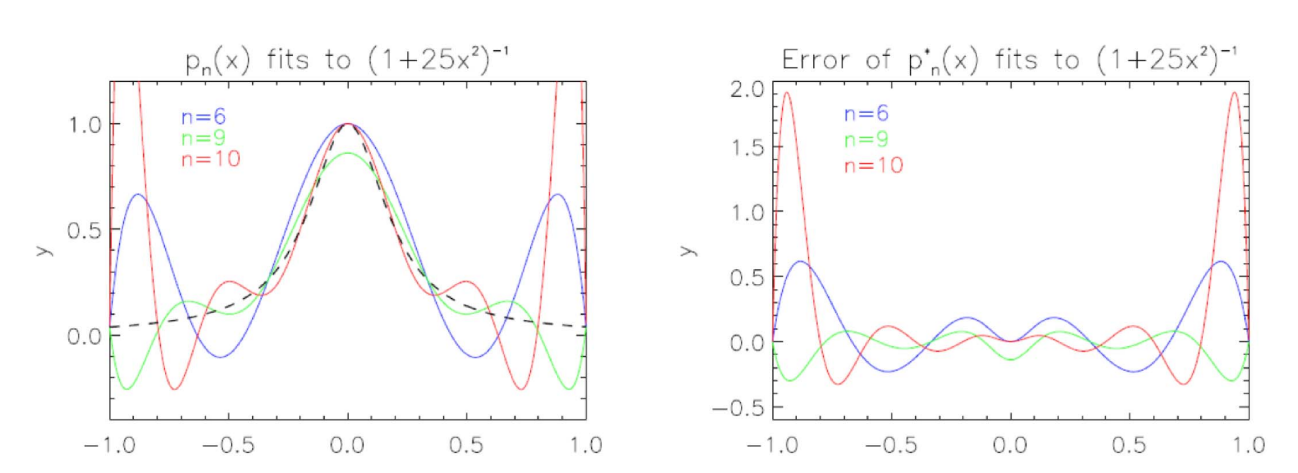 pₙ(x) fits to (1+25x²)⁻¹
n=6
n=9
n=10
1.0
0.5
0.0
y
−1.0 −0.5 0.0 0.5 1.0
Error of p*ₙ(x) fits to (1+25x²)⁻¹
n=6
n=9
n=10
2.0
1.5
1.0
0.5
0.0
−0.5
y
−1.0 −0.5 0.0 0.5 1.0